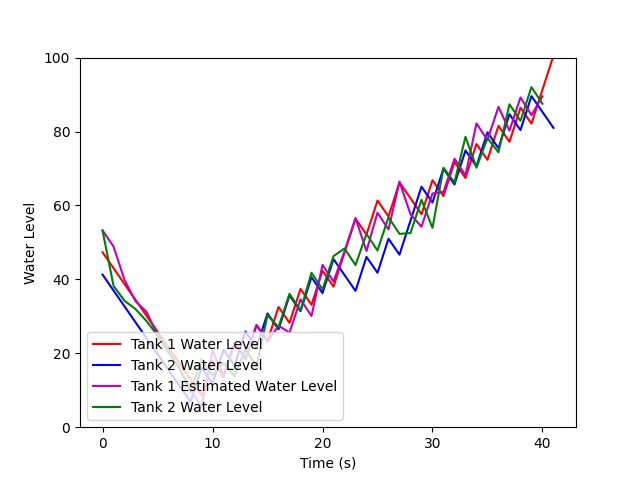 100
80
60
40
20
0
Water Level
Tank 1 Water Level
Tank 2 Water Level
Tank 1 Estimated Water Level
Tank 2 Water Level
0 10 20 30 40
Time (s)